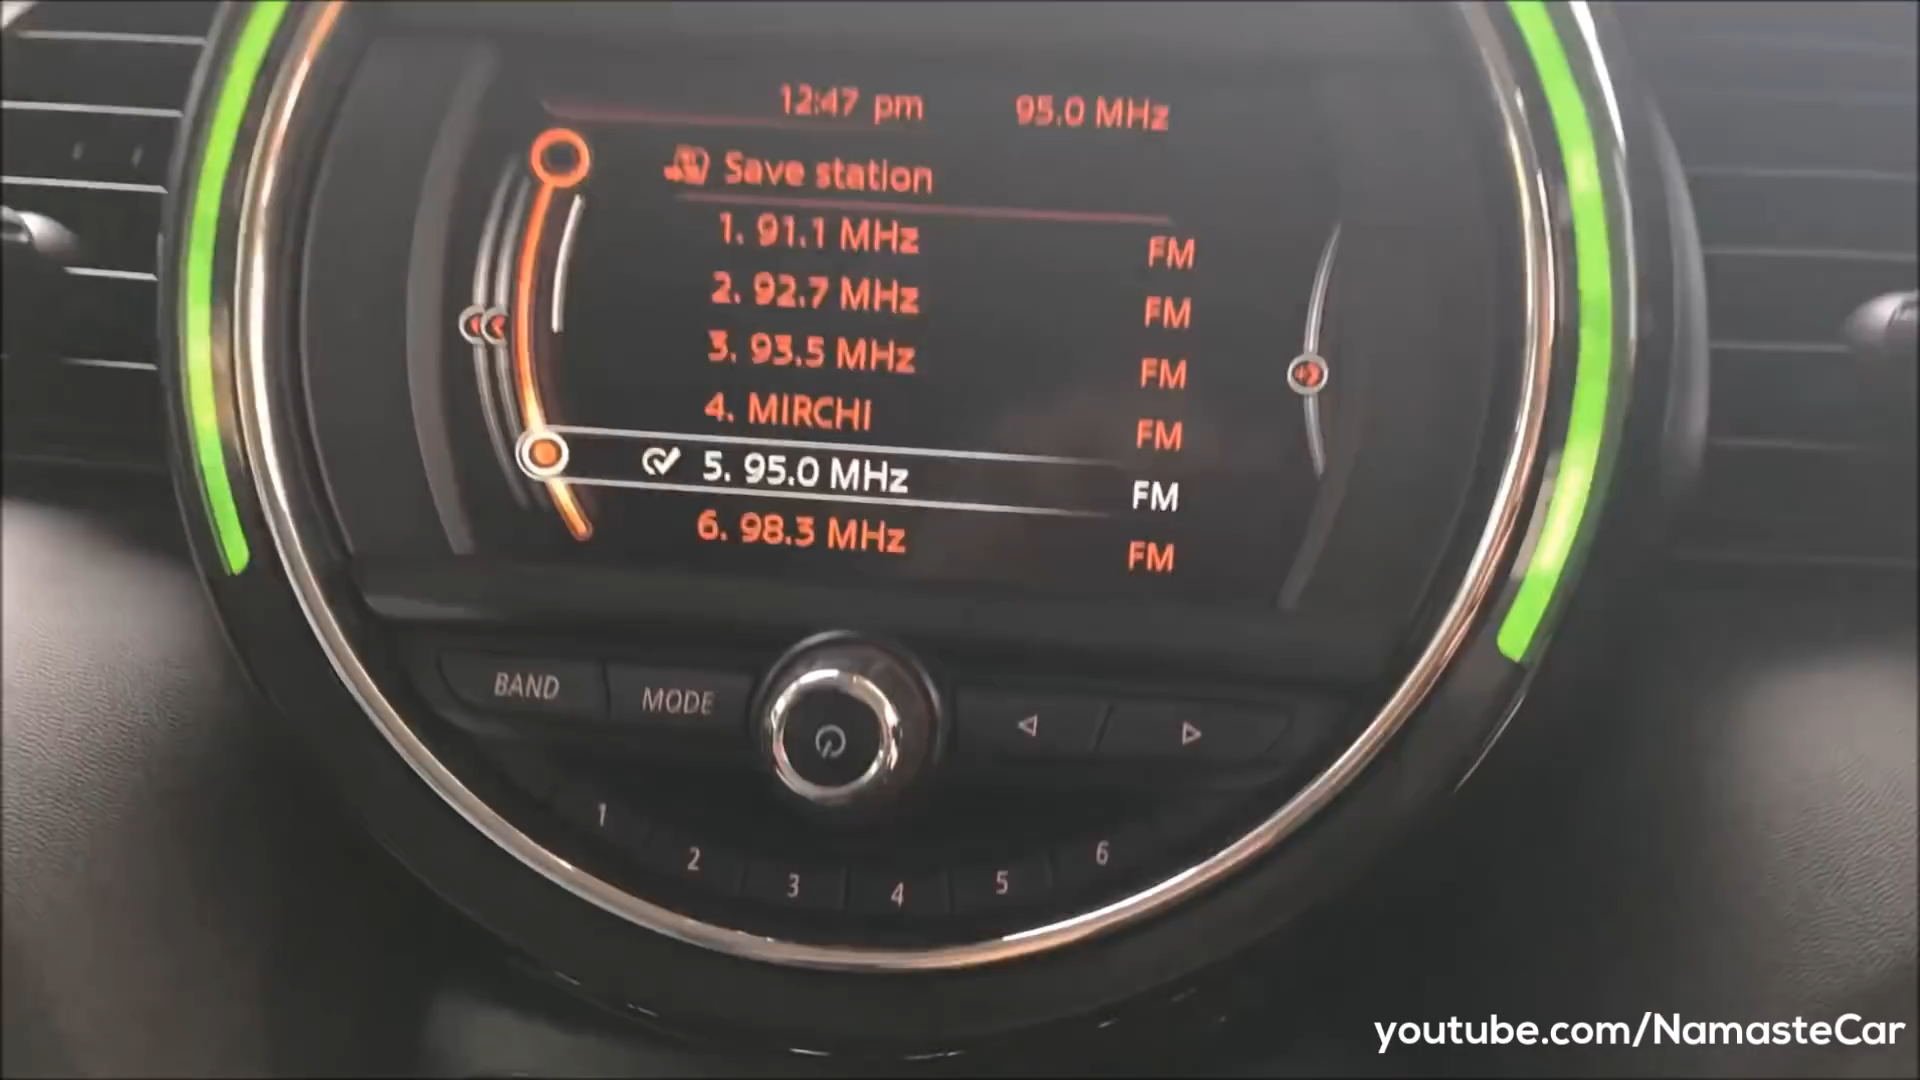 12:47 pm 95.0 MHz
Save station
1. 91.1 MHz FM
2. 92.7 MHz FM
3. 93.5 MHz FM
4. MIRCHI FM
5. 95.0 MHz FM
6. 98.3 MHz FM
BAND MODE
1 2 3 4 5 6
youtube.com/NamasteCar